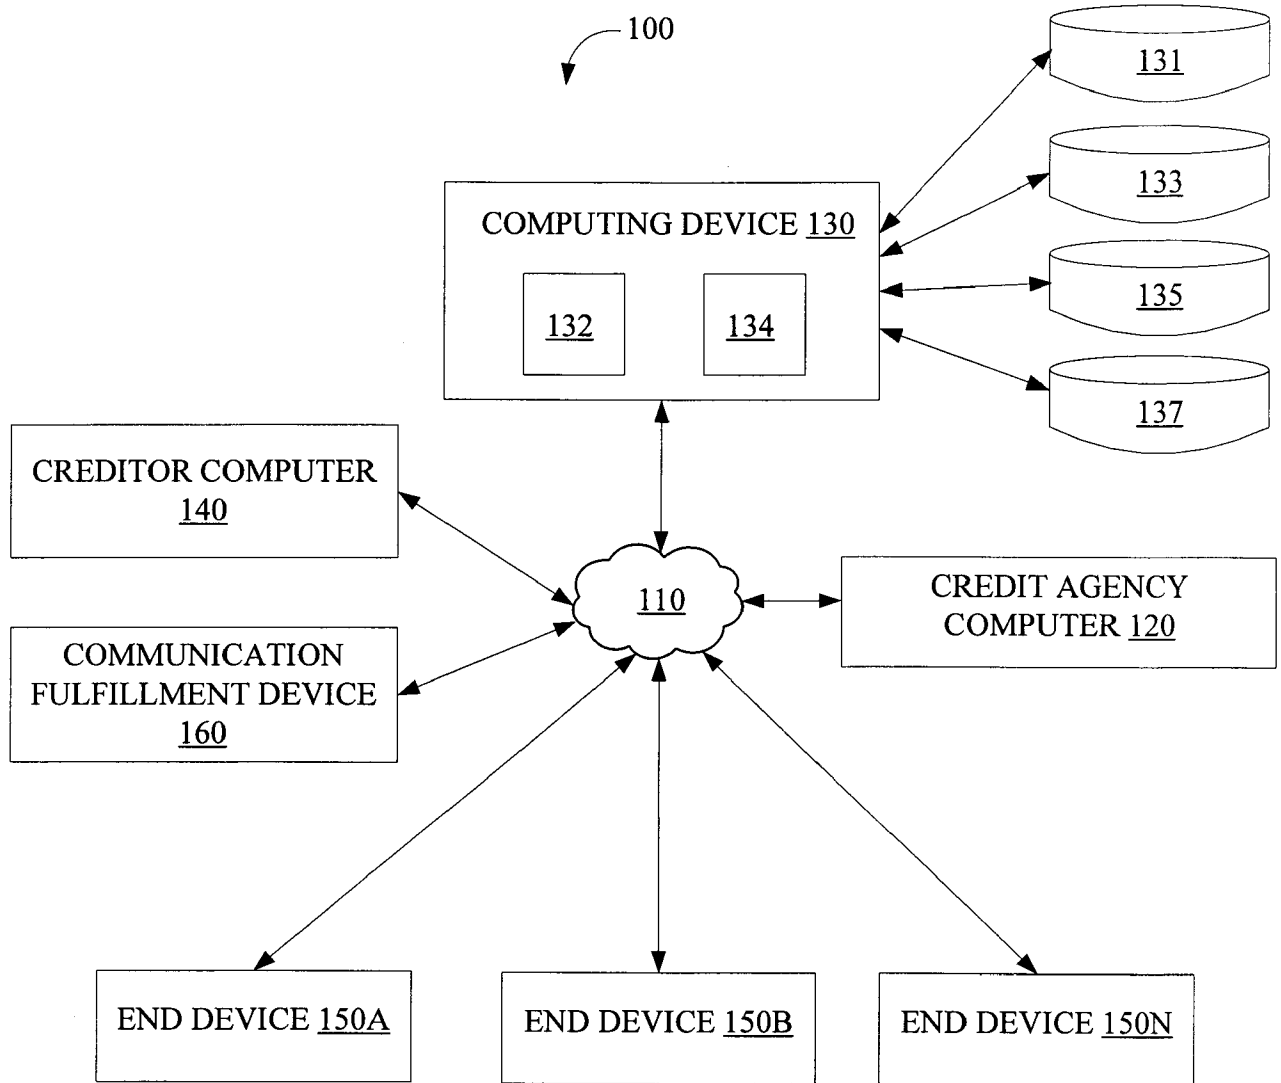 100
131
133
COMPUTING DEVICE 130
135
132
134
137
CREDITOR COMPUTER
140
110
CREDIT AGENCY
COMPUTER 120
COMMUNICATION
FULFILLMENT DEVICE
160
END DEVICE 150A
END DEVICE 150B
END DEVICE 150N